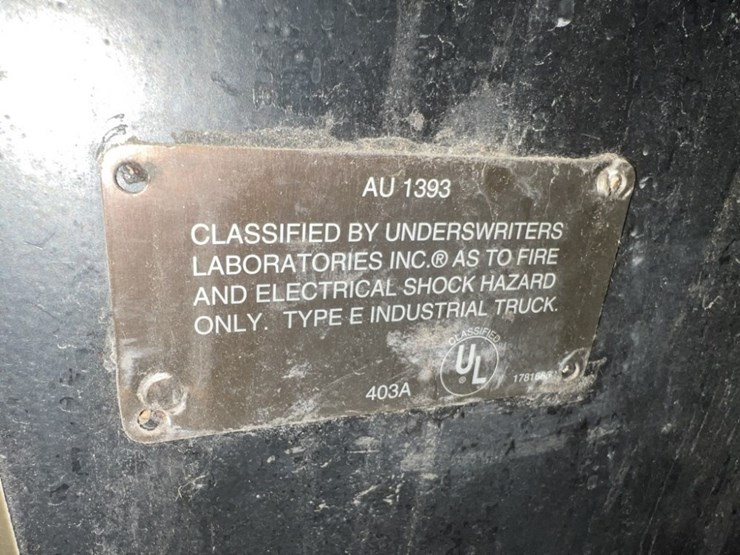 AU 1393
CLASSIFIED BY UNDERSWRITERS
LABORATORIES INC.® AS TO FIRE
AND ELECTRICAL SHOCK HAZARD
ONLY. TYPE E INDUSTRIAL TRUCK.
CLASSIFIED
UL
®
403A